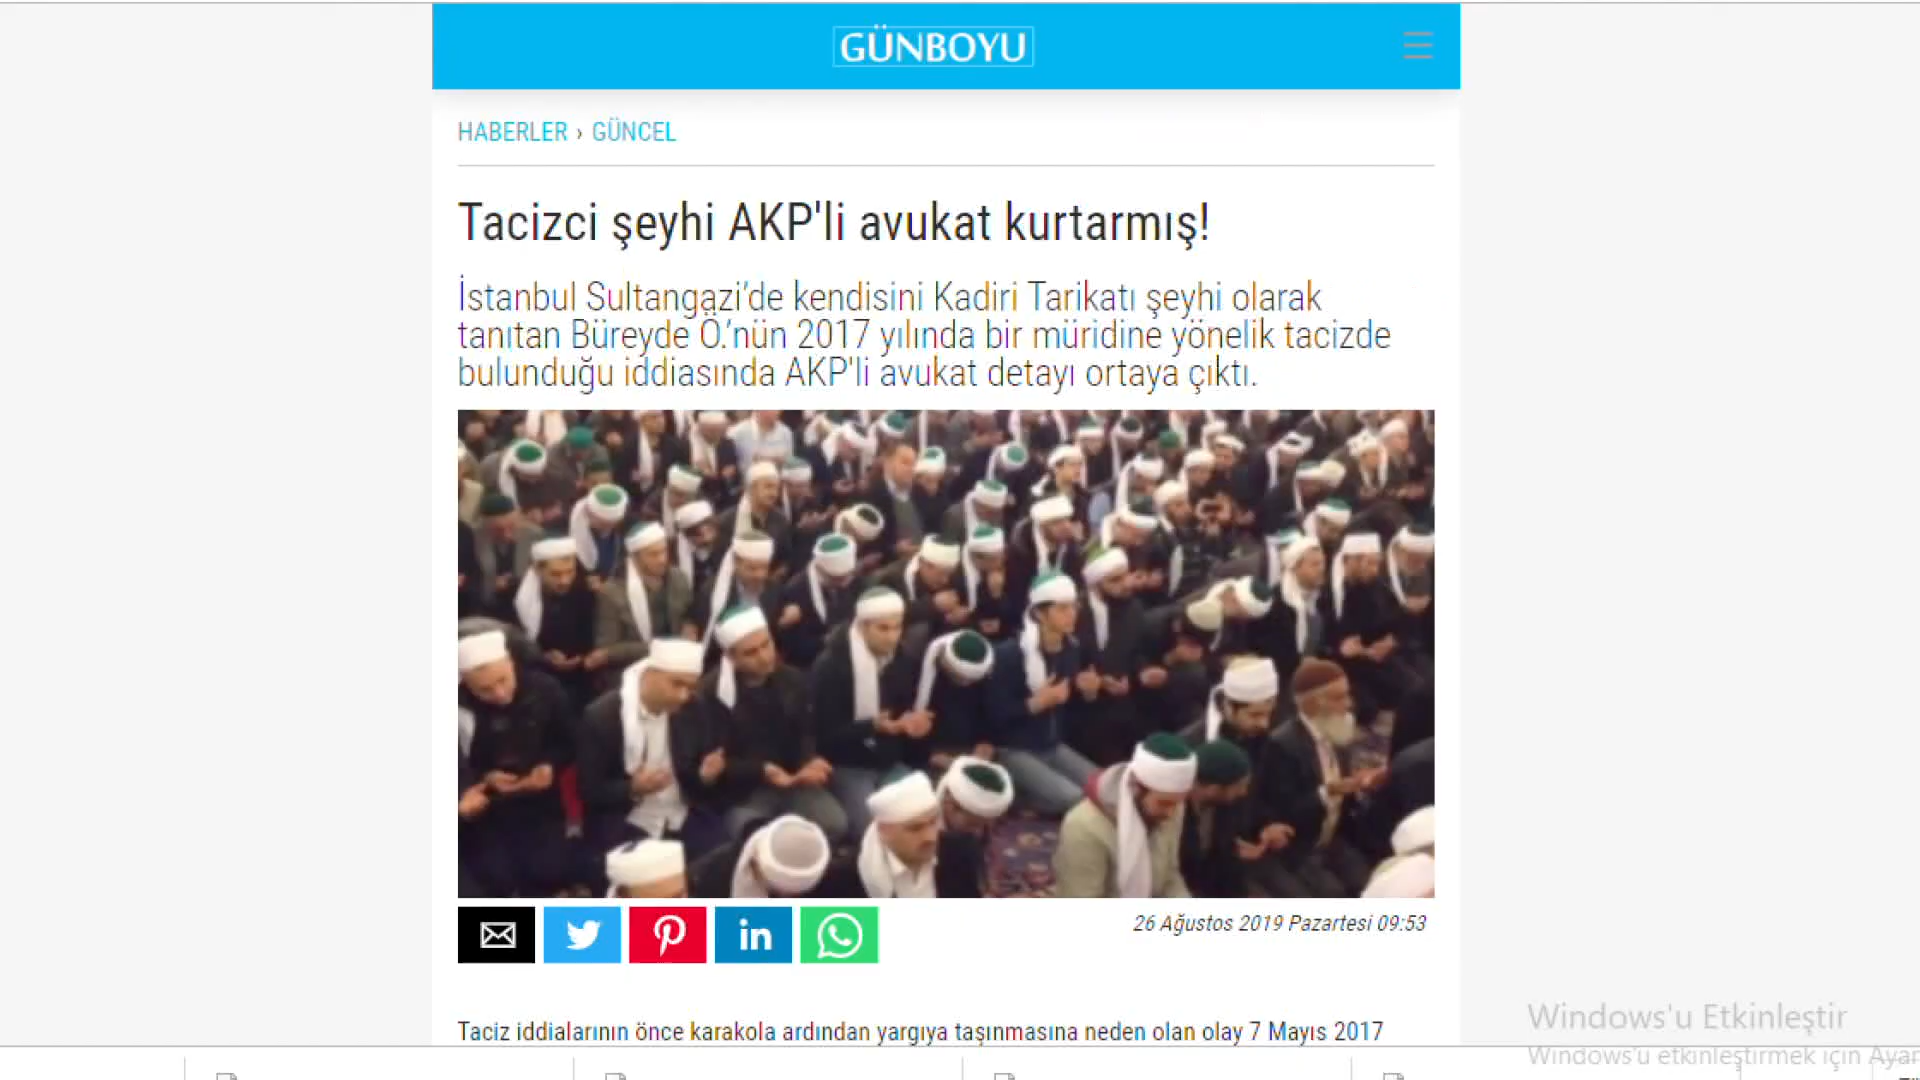 GÜNBOYU
HABERLER › GÜNCEL
Tacizci şeyhi AKP'li avukat kurtarmış!
İstanbul Sultangazi’de kendisini Kadiri Tarikatı şeyhi olarak
tanıtan Büreyde Ö.’nün 2017 yılında bir müridine yönelik tacizde
bulunduğu iddiasında AKP'li avukat detayı ortaya çıktı.
in
26 Ağustos 2019 Pazartesi 09:53
Taciz iddialarının önce karakola ardından yargıya taşınmasına neden olan olay 7 Mayıs 2017
Windows'u Etkinleştir
Windows'u etkinleştirmek için Ayar